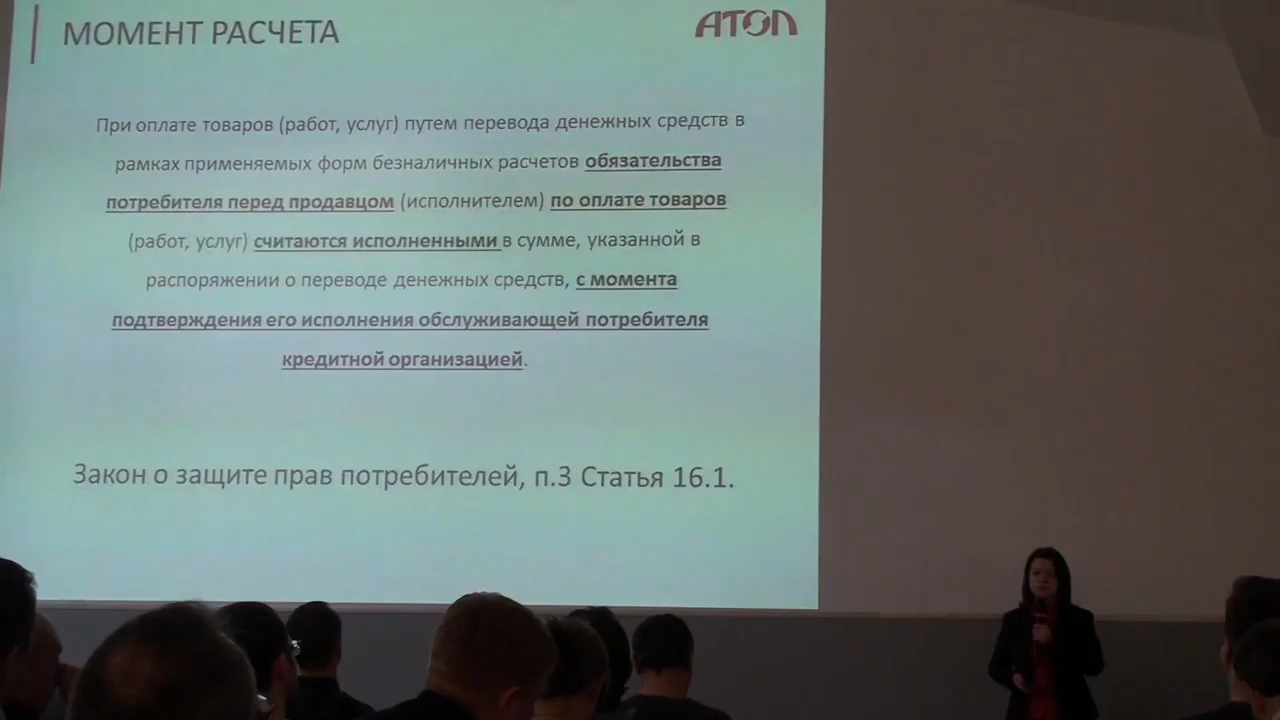 МОМЕНТ РАСЧЕТА
АТОЛ
При оплате товаров (работ, услуг) путем перевода денежных средств в
рамках применяемых форм безналичных расчетов обязательства
потребителя перед продавцом (исполнителем) по оплате товаров
(работ, услуг) считаются исполненными в сумме, указанной в
распоряжении о переводе денежных средств, с момента
подтверждения его исполнения обслуживающей потребителя
кредитной организацией.
Закон о защите прав потребителей, п.3 Статья 16.1.